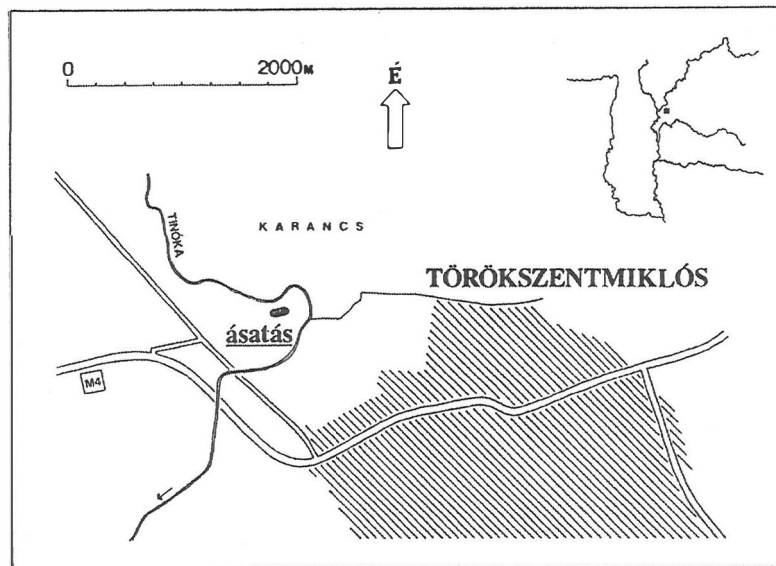 0 2000M
É
TINÓKA
KARANCS
TÖRÖKSZENTMIKLÓS
ásatás
M4